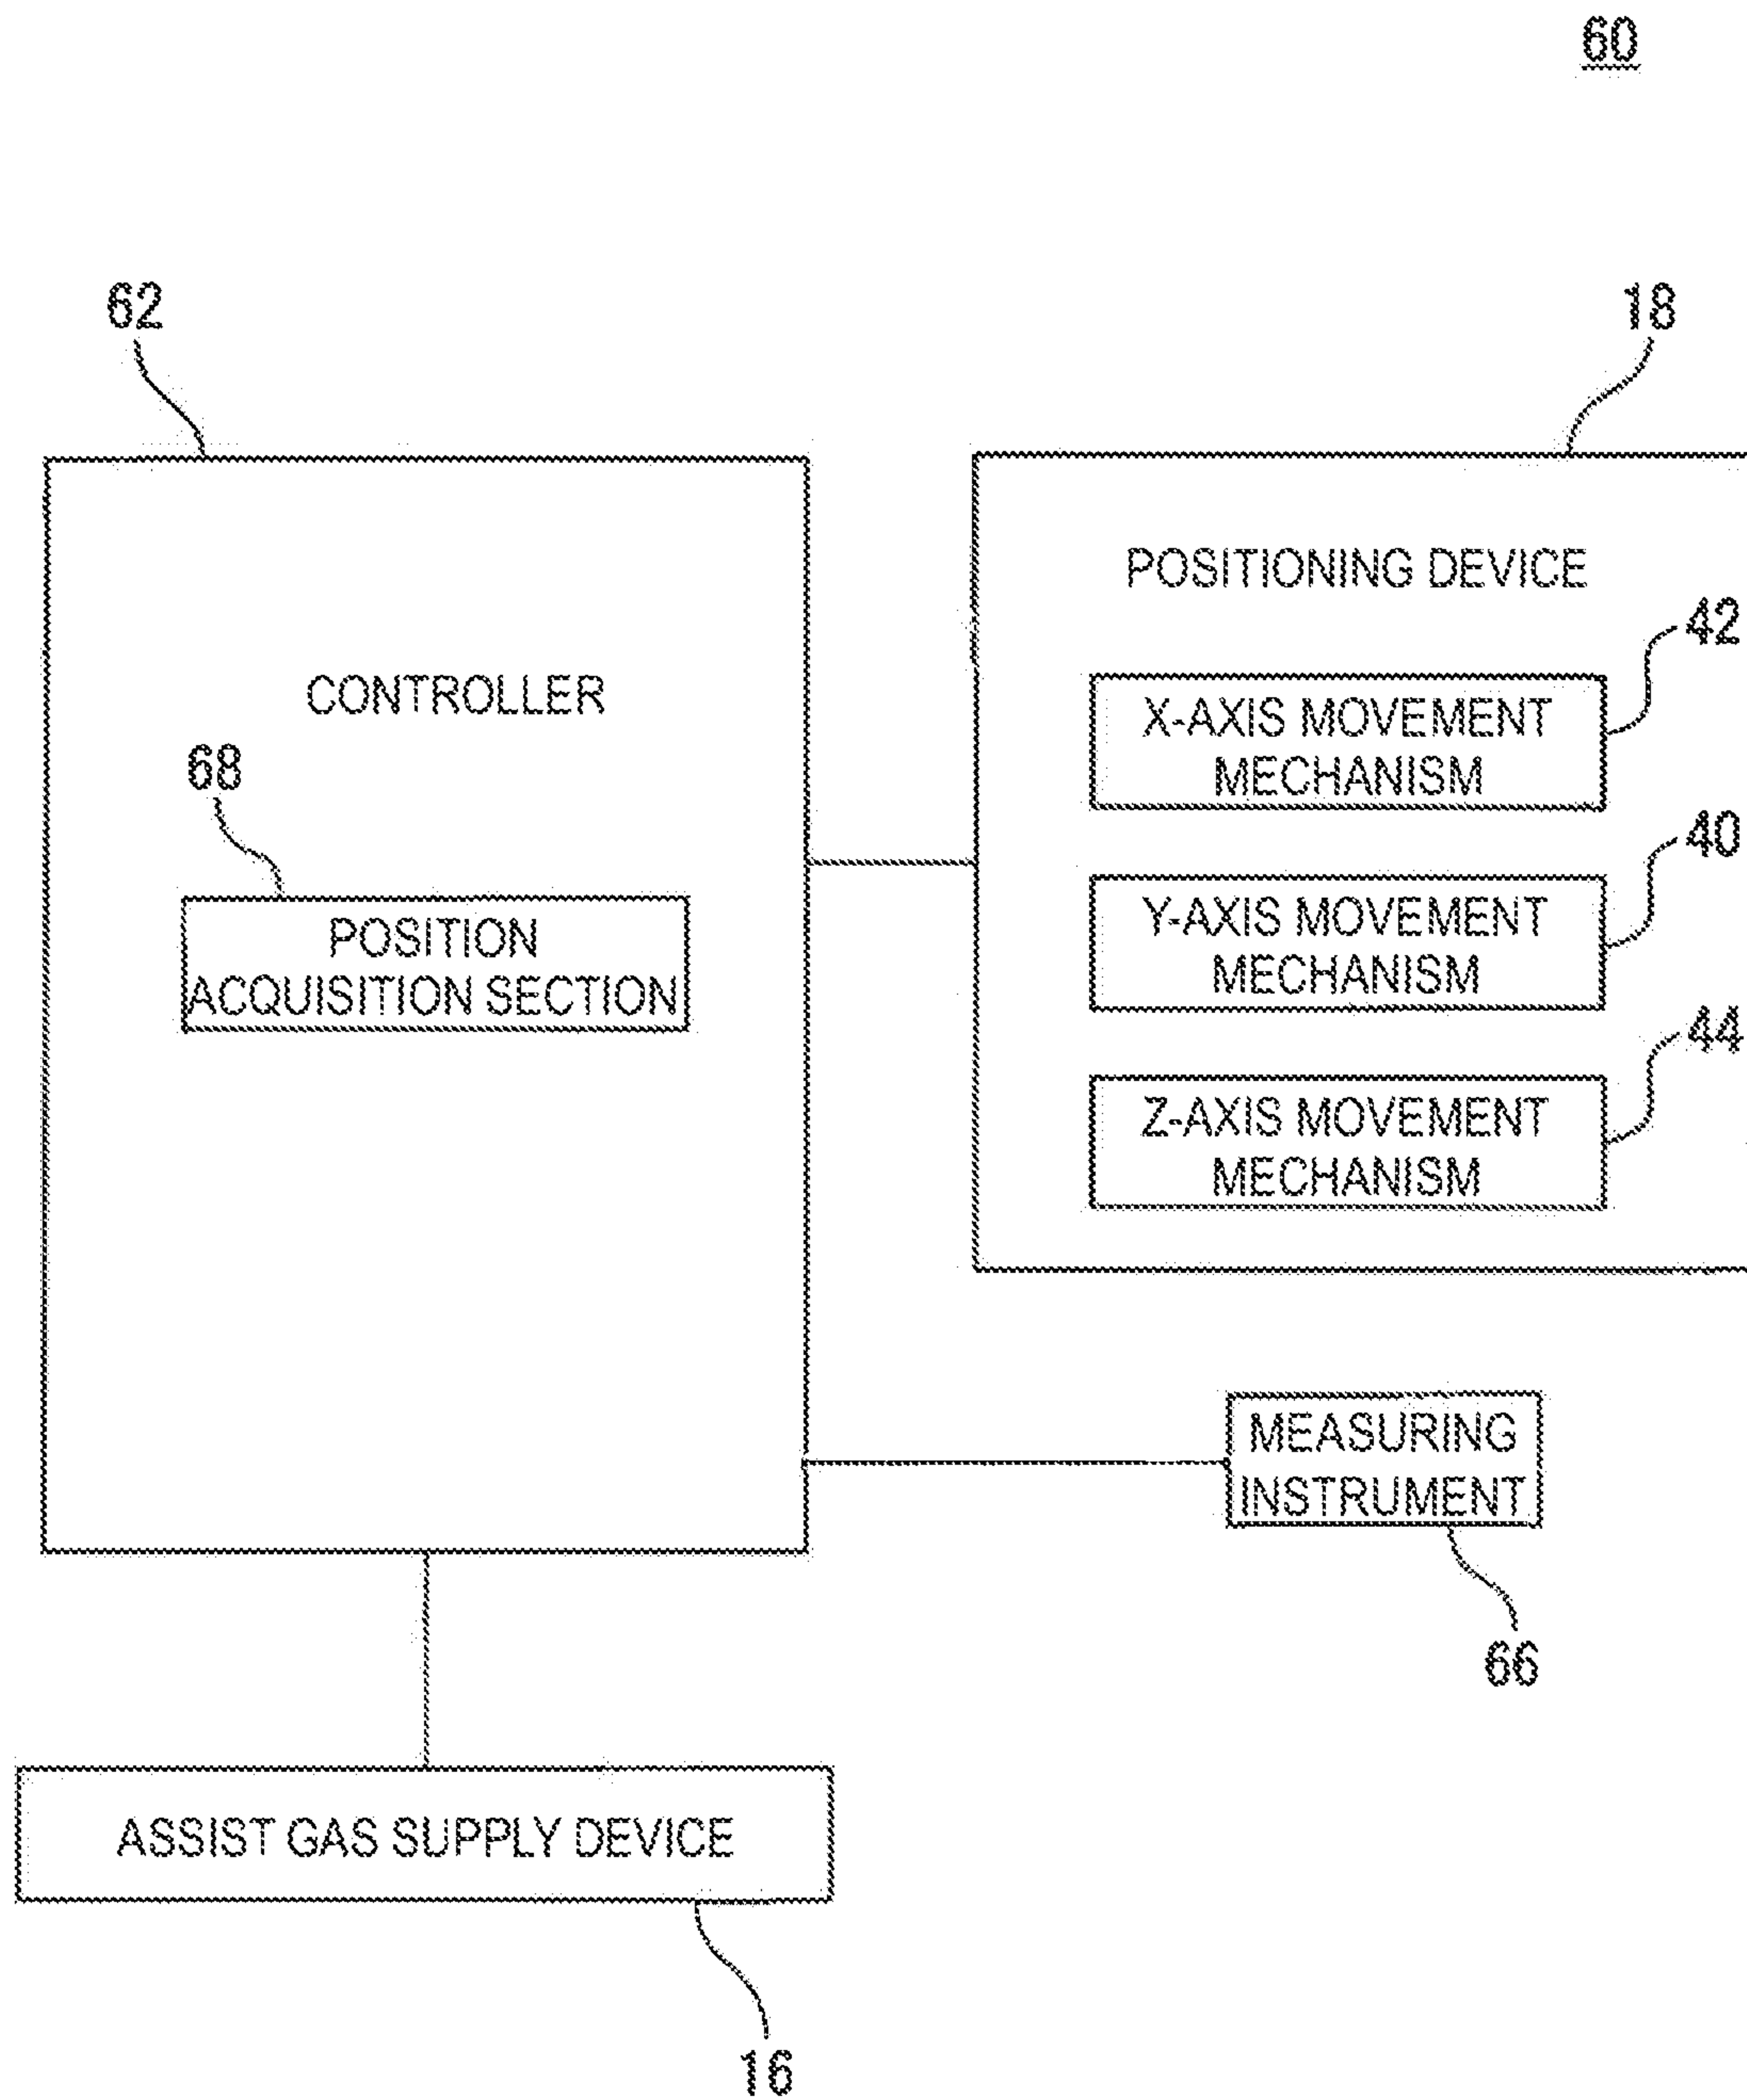 60
62
18
POSITIONING DEVICE
42
CONTROLLER
X-AXIS MOVEMENT
MECHANISM
68
40
POSITION
ACQUISITION SECTION
Y-AXIS MOVEMENT
MECHANISM
44
Z-AXIS MOVEMENT
MECHANISM
MEASURING
INSTRUMENT
66
ASSIST GAS SUPPLY DEVICE
16